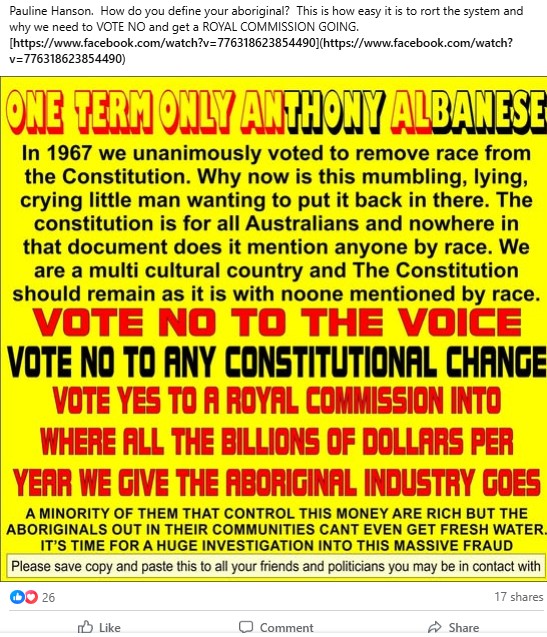 Pauline Hanson.  How do you define your aboriginal?  This is how easy it is to rort the system and
why we need to VOTE NO and get a ROYAL COMMISSION GOING.
[https://www.facebook.com/watch?v=776318623854490](https://www.facebook.com/watch?
v=776318623854490)
ONE TERM ONLY ANTHONY ALBANESE
In 1967 we unanimously voted to remove race from
the Constitution. Why now is this mumbling, lying,
crying little man wanting to put it back in there. The
constitution is for all Australians and nowhere in
that document does it mention anyone by race. We
are a multi cultural country and The Constitution
should remain as it is with noone mentioned by race.
VOTE NO TO THE VOICE
VOTE NO TO ANY CONSTITUTIONAL CHANGE
VOTE YES TO A ROYAL COMMISSION INTO
WHERE ALL THE BILLIONS OF DOLLARS PER
YEAR WE GIVE THE ABORIGINAL INDUSTRY GOES
A MINORITY OF THEM THAT CONTROL THIS MONEY ARE RICH BUT THE
ABORIGINALS OUT IN THEIR COMMUNITIES CANT EVEN GET FRESH WATER.
IT'S TIME FOR A HUGE INVESTIGATION INTO THIS MASSIVE FRAUD
Please save copy and paste this to all your friends and politicians you may be in contact with
26 17 shares
Like Comment Share